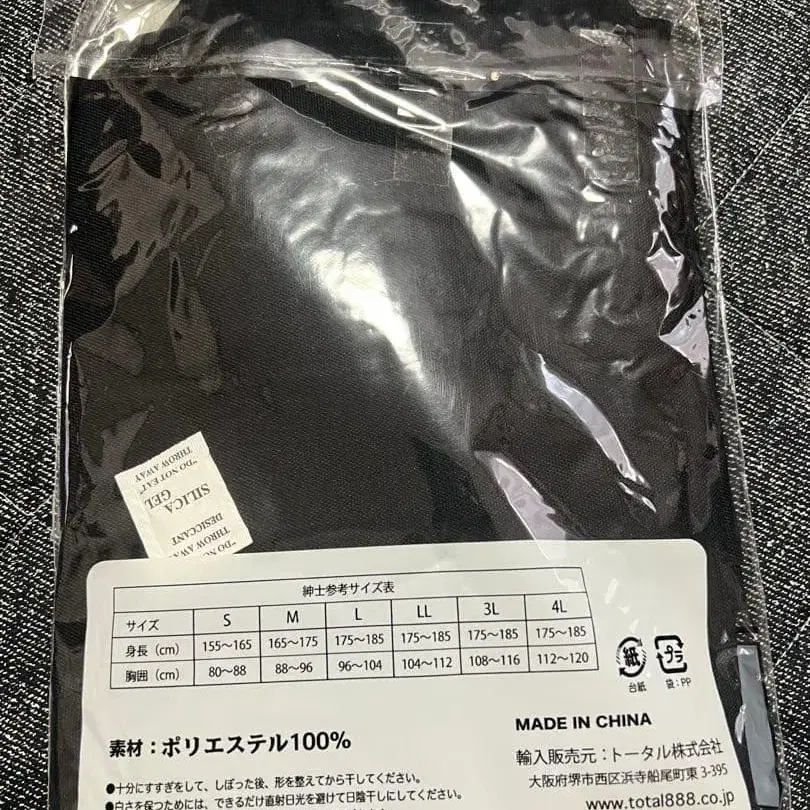 "DO NOT EAT"
THROW AWAY
SILICA
GEL
DESICCANT
THROW AWAY
"DO NOT EAT"
紳士参考サイズ表
サイズ S M L LL 3L 4L
身長（cm） 155～165 165～175 175～185 175～185 175～185 175～185
胸囲（cm） 80～88 88～96 96～104 104～112 108～116 112～120
紙 プラ
台紙 袋：PP
素材：ポリエステル100%
MADE IN CHINA
輸入販売元：トータル株式会社
大阪府堺市西区浜寺船尾町東 3-395
www.total888.co.jp
●十分にすすぎをして、しぼった後、形を整えてから干してください。
●白さを保つためには、できるだけ直射日光を避けて日陰干しにしてください。